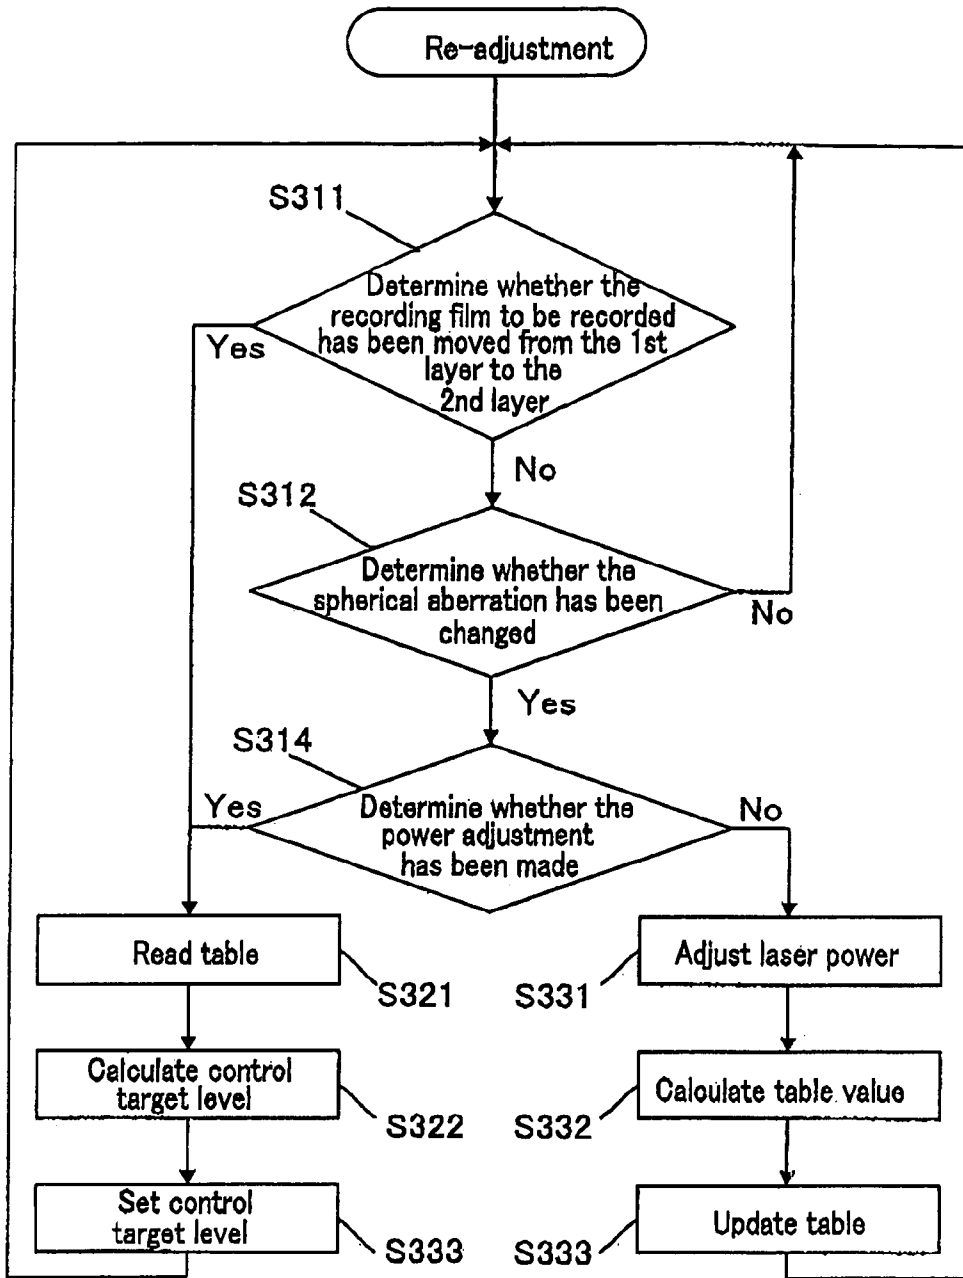 Re-adjustment
S311
Determine whether the
recording film to be recorded
has been moved from the 1st
layer to the
2nd layer
Yes
No
S312
Determine whether the
spherical aberration has been
changed
No
Yes
S314
Yes
Determine whether the
power adjustment
has been made
No
Read table
S321
S331
Adjust laser power
Calculate control
target level
S322
S332
Calculate table value
Set control
target level
S333
S333
Update table